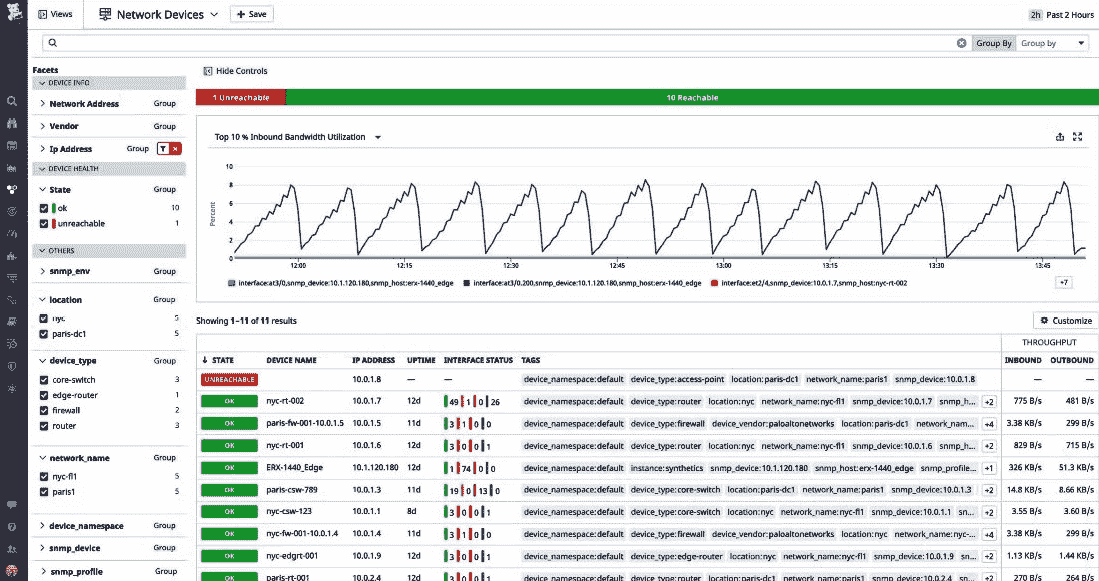 Views
Network Devices
+ Save
2h Past 2 Hours
Group By Group by
Facets
DEVICE INFO
Network Address Group
Vendor Group
Ip Address Group
DEVICE HEALTH
State Group
ok 10
unreachable 1
OTHERS
snmp_env Group
location Group
nyc 5
paris-dc1 5
device_type Group
core-switch 3
edge-router 1
firewall 2
router 3
network_name Group
nyc-fl1 5
paris1 5
device_namespace Group
snmp_device Group
snmp_profile Group
Hide Controls
1 Unreachable 10 Reachable
Top 10 % Inbound Bandwidth Utilization
Percent
10
8
6
4
2
0
12:00 12:15 12:30 12:45 13:00 13:15 13:30 13:45
interface:at3/0,snmp_device:10.1.120.180,snmp_host:erx-1440_edge interface:at3/0.200,snmp_device:10.1.120.180,snmp_host:erx-1440_edge interface:et2/4,snmp_device:10.0.1.7,snmp_host:nyc-rt-002 +7
Showing 1–11 of 11 results
Customize
THROUGHPUT
STATE DEVICE NAME IP ADDRESS UPTIME INTERFACE STATUS TAGS INBOUND OUTBOUND
UNREACHABLE 10.0.1.8 — — device_namespace:default device_type:access-point location:paris-dc1 network_name:paris1 snmp_device:10.0.1.8 — —
OK nyc-rt-002 10.0.1.7 12d 49 1 0 26 device_namespace:default device_type:router location:nyc network_name:nyc-fl1 snmp_device:10.0.1.7 snmp_h... +2 775 B/s 481 B/s
OK paris-fw-001-10.0.1.5 10.0.1.5 11d 3 1 0 0 device_namespace:default device_type:firewall device_vendor:paloaltonetworks location:paris-dc1 network_nam... +4 3.38 KB/s 299 B/s
OK nyc-rt-001 10.0.1.6 12d 3 0 0 1 device_namespace:default device_type:router location:nyc network_name:nyc-fl1 snmp_device:10.0.1.6 snmp_h... +2 829 B/s 715 B/s
OK ERX-1440_Edge 10.1.120.180 12d 1 74 0 0 device_namespace:default instance:synthetics snmp_device:10.1.120.180 snmp_host:erx-1440_edge snmp_profile... +1 326 KB/s 51.3 KB/s
OK paris-csw-789 10.0.1.3 11d 19 0 13 0 device_namespace:default device_type:core-switch location:paris-dc1 network_name:paris1 snmp_device:10.0.1.3 +2 14.8 KB/s 8.66 KB/s
OK nyc-csw-123 10.0.1.1 8d 3 0 0 1 device_namespace:default device_type:core-switch location:nyc network_name:nyc-fl1 snmp_device:10.0.1.1 sn... +2 3.55 KB/s 3.60 KB/s
OK nyc-fw-001-10.0.1.4 10.0.1.4 11d 3 0 0 1 device_namespace:default device_type:firewall device_vendor:paloaltonetworks location:nyc network_name:nyc-... +4 3.38 KB/s 299 B/s
OK nyc-edgrt-001 10.0.1.9 12d 3 0 0 1 device_namespace:default device_type:edge-router location:nyc network_name:nyc-fl1 snmp_device:10.0.1.9 sn... +2 1.13 KB/s 1.44 KB/s
OK paris-rt-001 10.0.2.4 12d 3 0 0 1 device_namespace:default device_type:router location:paris-dc1 network_name:paris1 snmp_device:10.0.2.4 snmp... +2 270 B/s 264 B/s